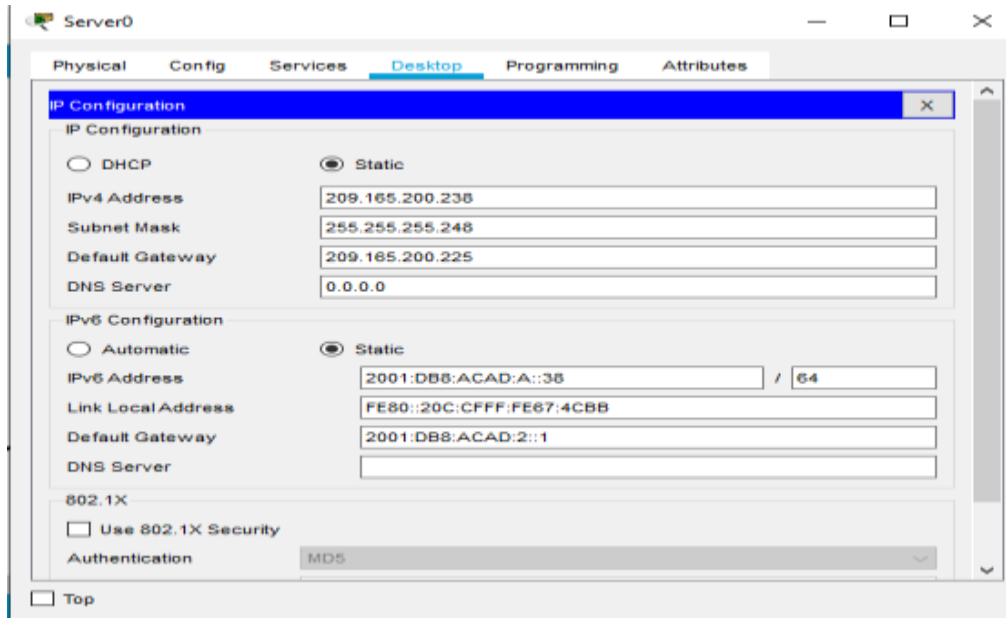 Server0
Physical Config Services Desktop Programming Attributes
IP Configuration
IP Configuration
DHCP Static
IPv4 Address 209.165.200.238
Subnet Mask 255.255.255.248
Default Gateway 209.165.200.225
DNS Server 0.0.0.0
IPv6 Configuration
Automatic Static
IPv6 Address 2001:DB8:ACAD:A::38 / 64
Link Local Address FE80::20C:CFFF:FE67:4CBB
Default Gateway 2001:DB8:ACAD:2::1
DNS Server
802.1X
Use 802.1X Security
Authentication MD5
Top